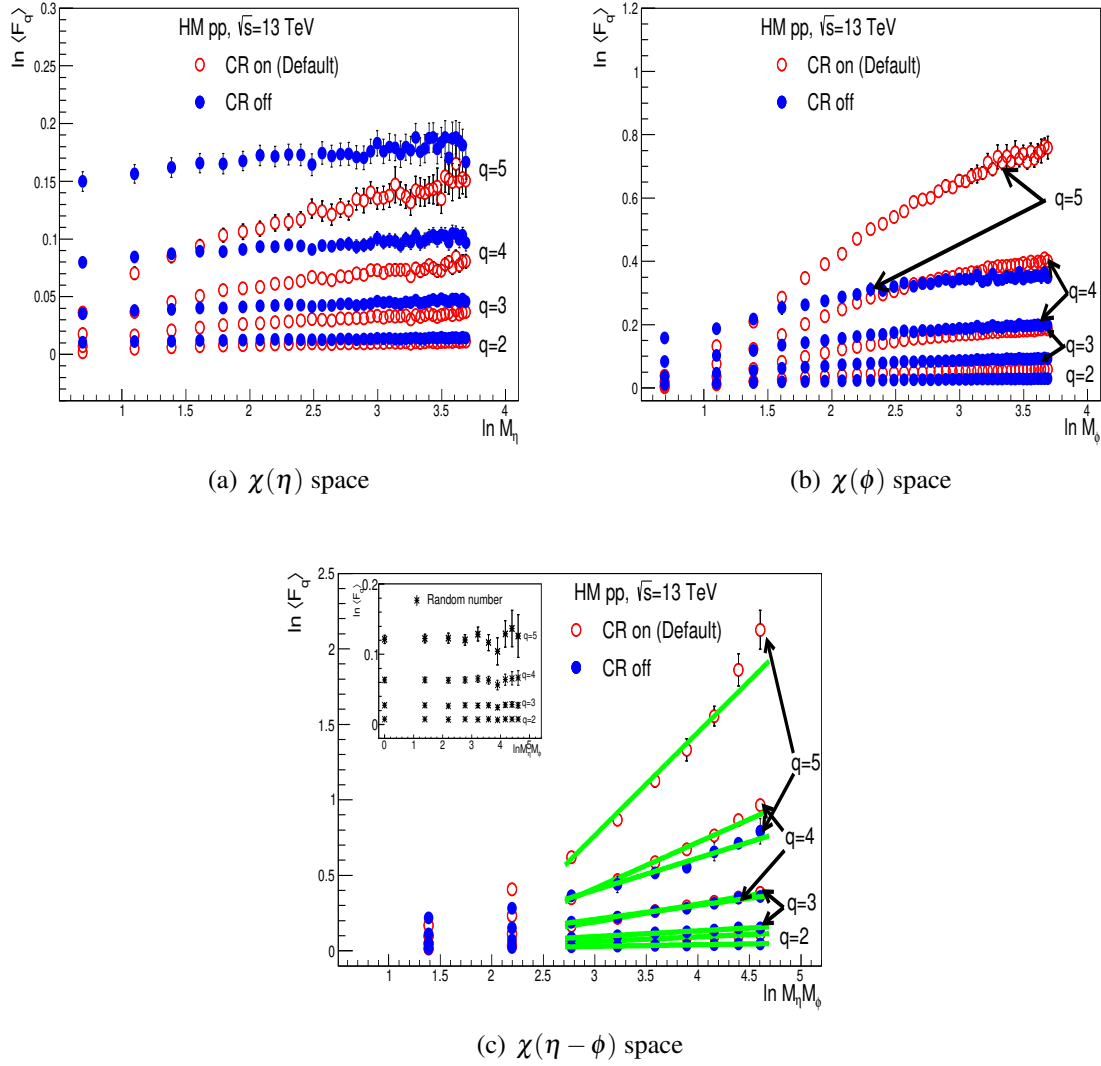 ln ⟨F_q⟩
HM pp, √s=13 TeV
CR on (Default)
CR off
q=5
q=4
q=3
q=2
0.3
0.25
0.2
0.15
0.1
0.05
0
1 1.5 2 2.5 3 3.5 4
ln M_η
(a) χ(η) space
ln ⟨F_q⟩
HM pp, √s=13 TeV
CR on (Default)
CR off
q=5
q=4
q=3
q=2
1.2
1
0.8
0.6
0.4
0.2
0
1 1.5 2 2.5 3 3.5 4
ln M_ϕ
(b) χ(ϕ) space
ln ⟨F_q⟩
HM pp, √s=13 TeV
CR on (Default)
CR off
q=5
q=4
q=3
q=2
2.5
2
1.5
1
0.5
0
1 1.5 2 2.5 3 3.5 4 4.5 5
ln M_ηM_ϕ
ln ⟨F_q⟩
Random number
q=5
q=4
q=3
q=2
0.2
0.1
0
0 1 2 3 4 5
lnM_ηM_ϕ
(c) χ(η − ϕ) space